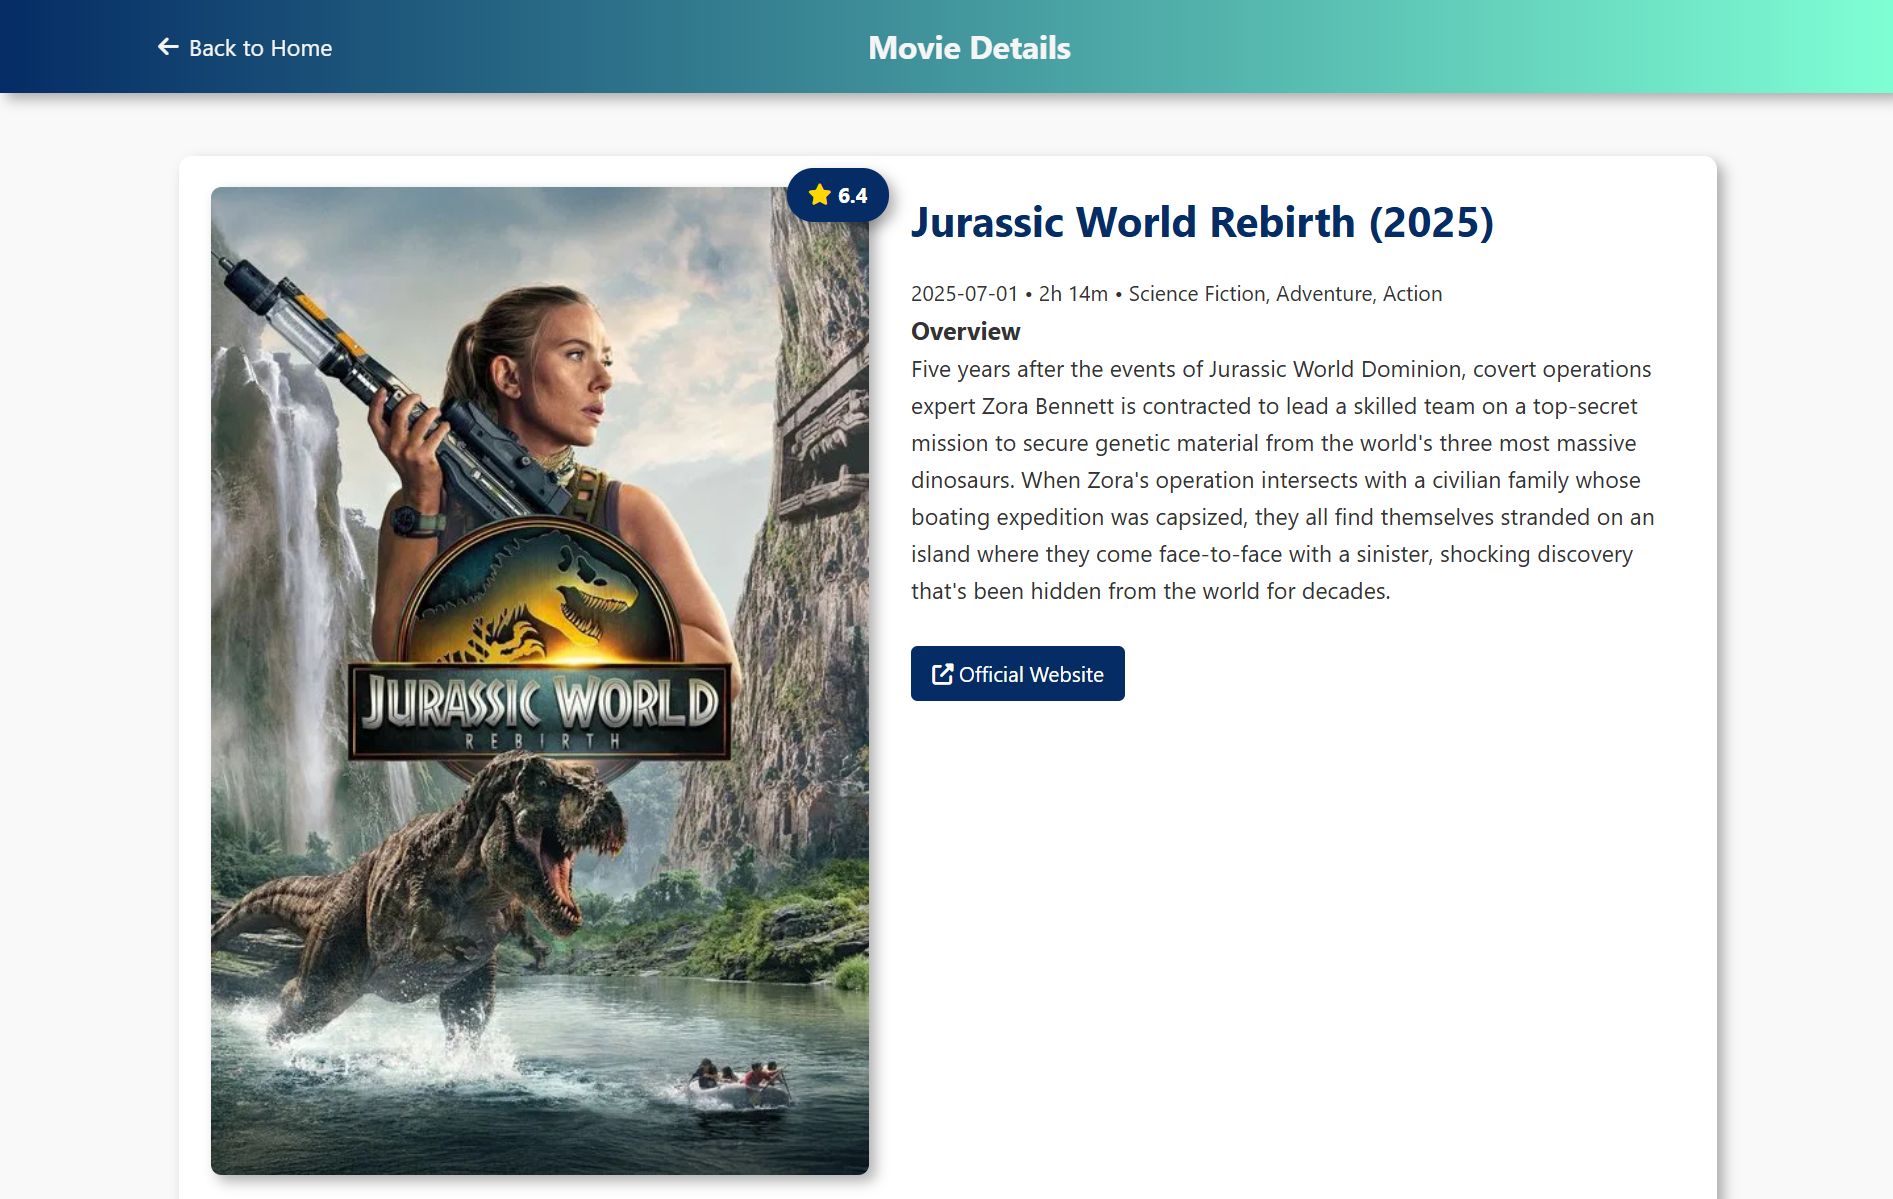 Back to Home
Movie Details
6.4
JURASSIC WORLD
REBIRTH
Jurassic World Rebirth (2025)
2025-07-01 • 2h 14m • Science Fiction, Adventure, Action
Overview
Five years after the events of Jurassic World Dominion, covert operations
expert Zora Bennett is contracted to lead a skilled team on a top-secret
mission to secure genetic material from the world's three most massive
dinosaurs. When Zora's operation intersects with a civilian family whose
boating expedition was capsized, they all find themselves stranded on an
island where they come face-to-face with a sinister, shocking discovery
that's been hidden from the world for decades.
Official Website